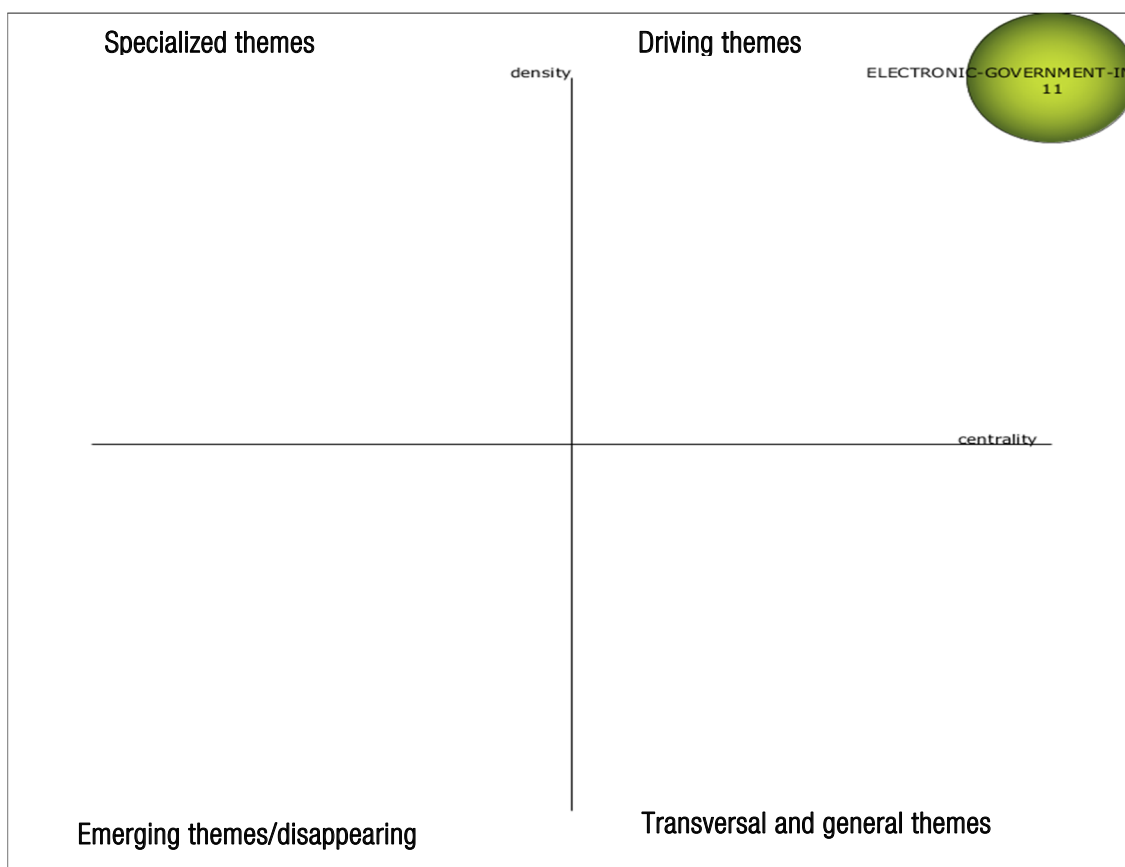 Specialized themes
Driving themes
density
ELECTRONIC-GOVERNMENT-
11
centrality
Emerging themes/disappearing
Transversal and general themes